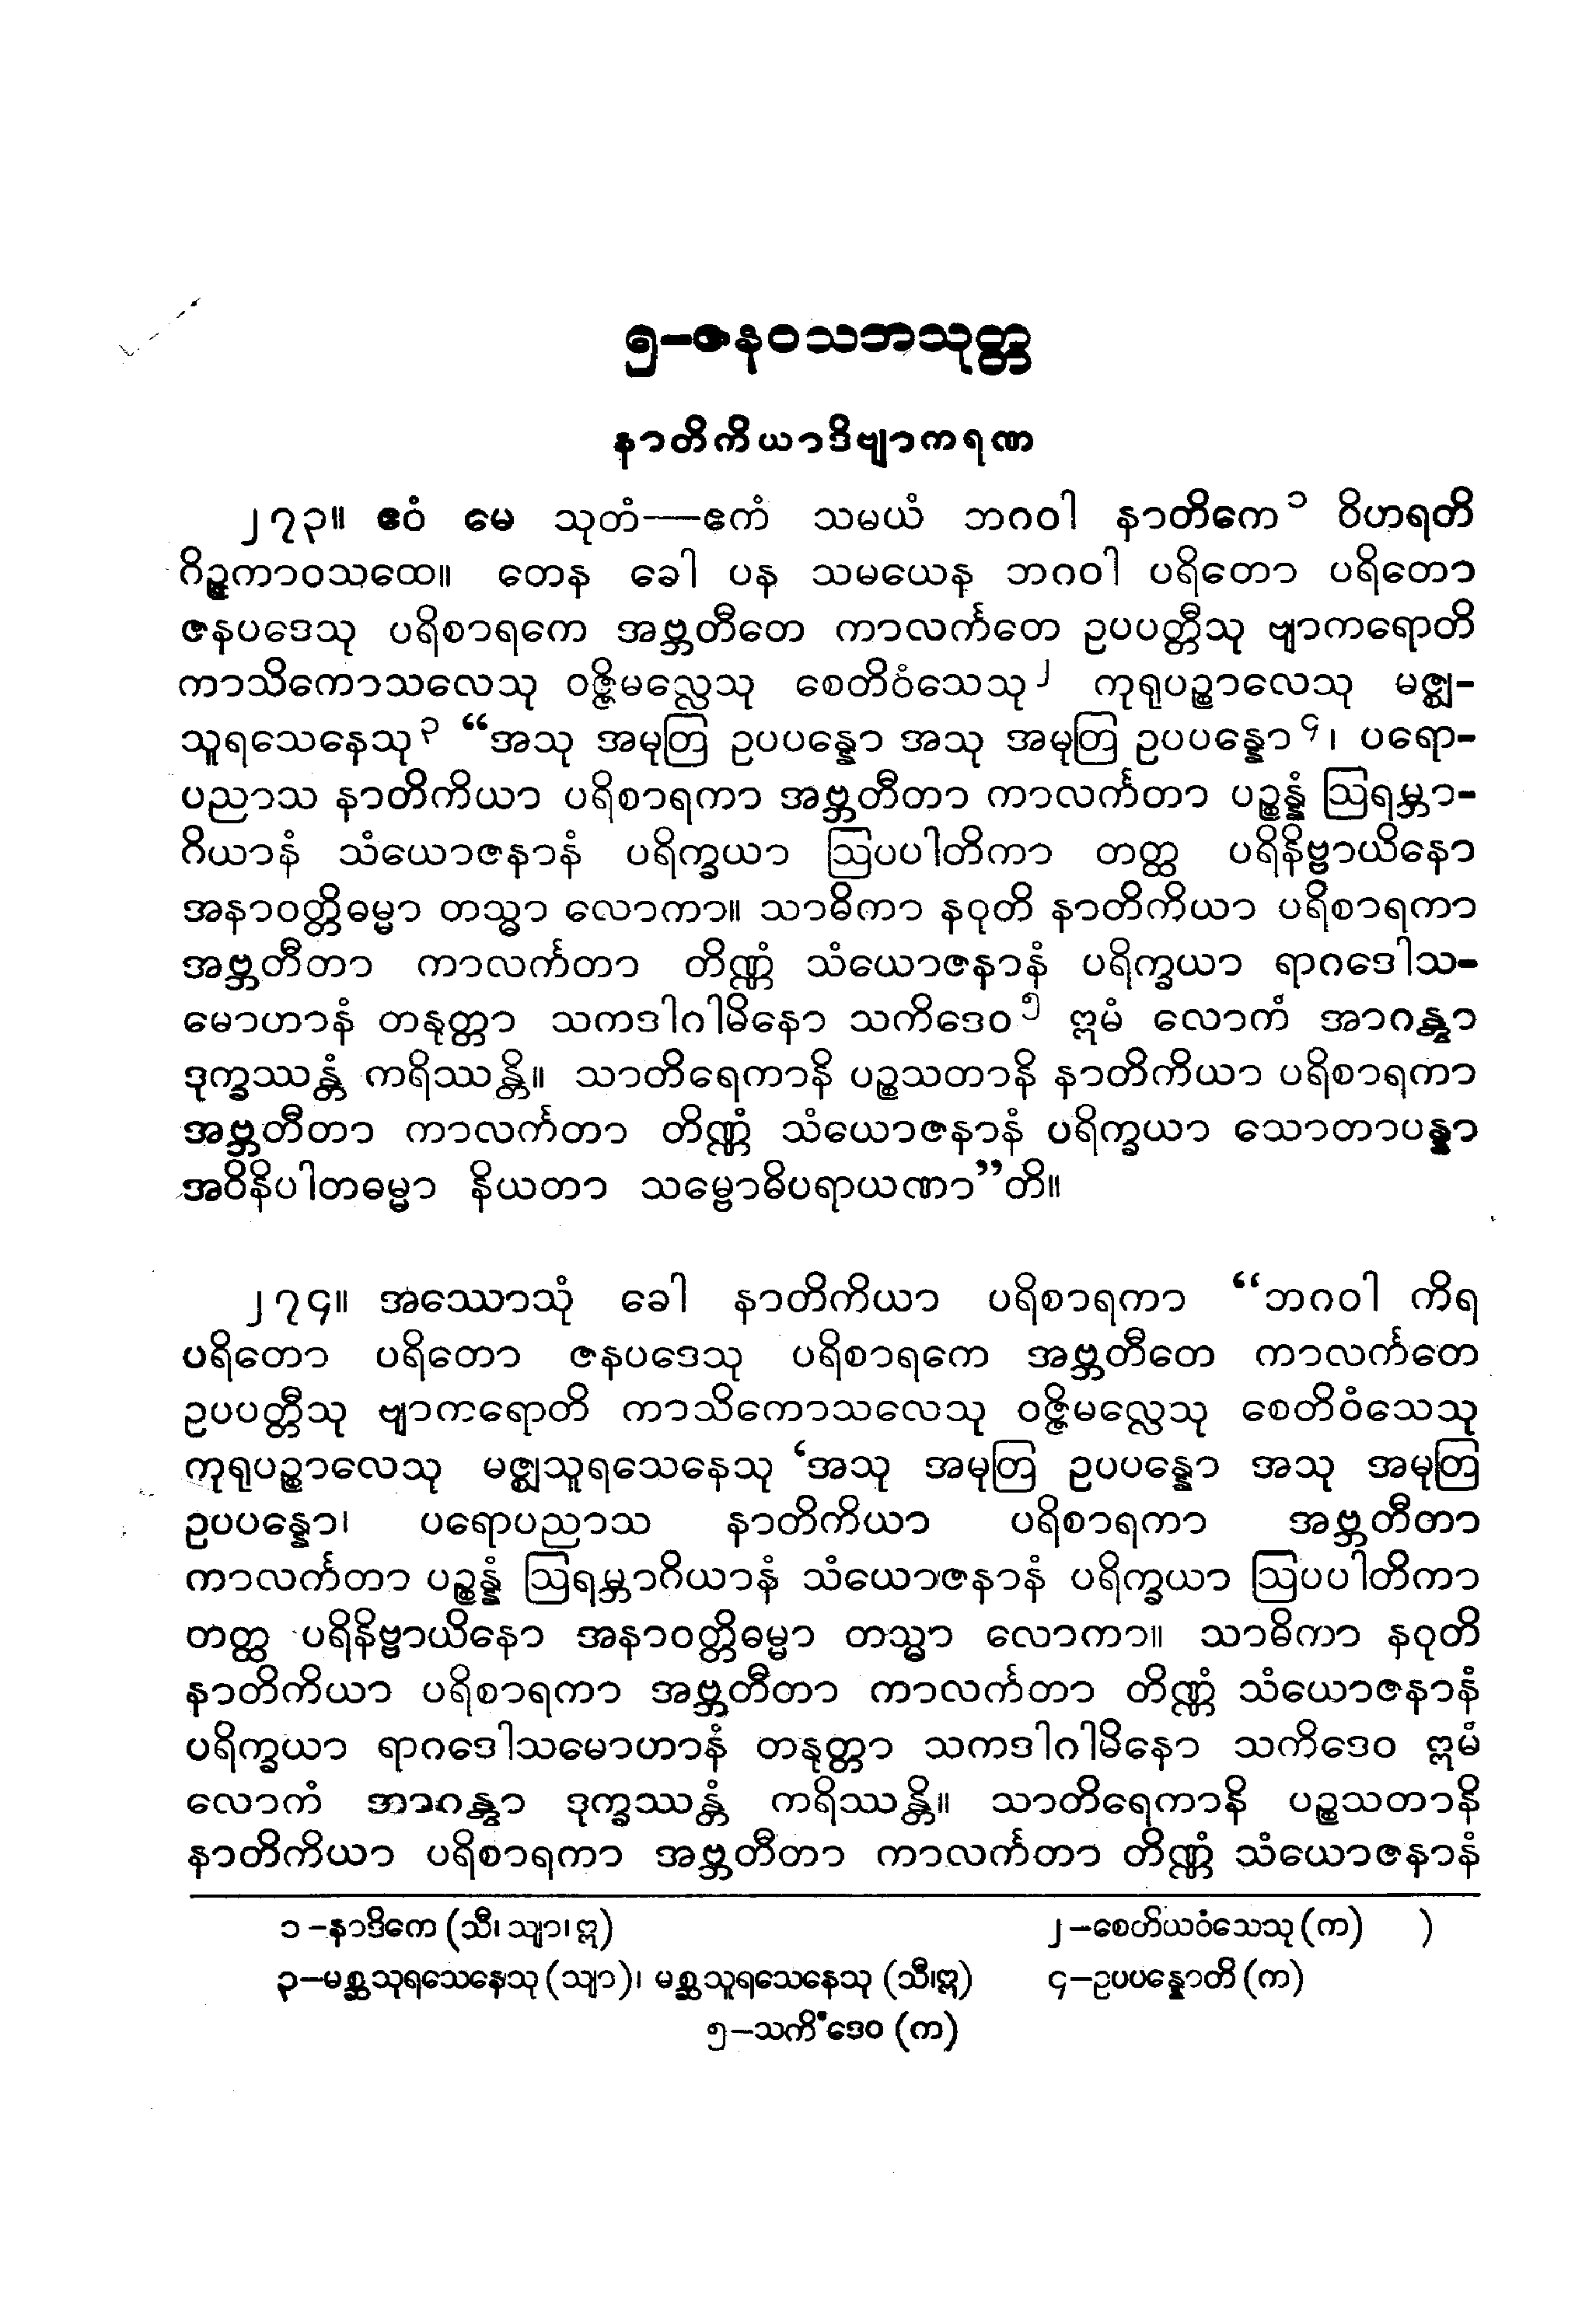 ၅-ဇနဝသဘသုတ္တ
နာတိကိယာဒိဗျာကရဏ
၂၇၃။ ဧဝံ မေ သုတံ—ဧကံ သမယံ ဘဂဝါ နာတိကေ၁ ဝိဟရတိ
ဂိဉ္ဇကာဝသထေ။ တေန ခေါ ပန သမယေန ဘဂဝါ ပရိတော ပရိတော
ဇနပဒေသု ပရိစာရကေ အဗ္ဘတီတေ ကာလင်္ကတေ ဥပပတ္တီသု ဗျာကရောတိ
ကာသိကောသလေသု ဝဇ္ဇိမလ္လေသု စေတိဝံသေသု၂ ကုရုပဉ္စာလေသု မဇ္ဈ-
သူရသေနေသု၃ “အသု အမုတြ ဥပပန္နော အသု အမုတြ ဥပပန္နော၄၊ ပရော-
ပညာသ နာတိကိယာ ပရိစာရကာ အဗ္ဘတီတာ ကာလင်္ကတာ ပဉ္စန္နံ ဩရမ္ဘာ-
ဂိယာနံ သံယောဇနာနံ ပရိက္ခယာ ဩပပါတိကာ တတ္ထ ပရိနိဗ္ဗာယိနော
အနာဝတ္တိဓမ္မာ တသ္မာ လောကာ။ သာဓိကာ နဝုတိ နာတိကိယာ ပရိစာရကာ
အဗ္ဘတီတာ ကာလင်္ကတာ တိဏ္ဏံ သံယောဇနာနံ ပရိက္ခယာ ရာဂဒေါသ-
မောဟာနံ တနုတ္တာ သကဒါဂါမိနော သကိဒေဝ၅ ဣမံ လောကံ အာဂန္တွာ
ဒုက္ခဿန္တံ ကရိဿန္တိ။ သာတိရေကာနိ ပဉ္စသတာနိ နာတိကိယာ ပရိစာရကာ
အဗ္ဘတီတာ ကာလင်္ကတာ တိဏ္ဏံ သံယောဇနာနံ ပရိက္ခယာ သောတာပန္နာ
အဝိနိပါတဓမ္မာ နိယတာ သမ္ဗောဓိပရာယဏာ”တိ။
၂၇၄။ အဿောသုံ ခေါ နာတိကိယာ ပရိစာရကာ “ဘဂဝါ ကိရ
ပရိတော ပရိတော ဇနပဒေသု ပရိစာရကေ အဗ္ဘတီတေ ကာလင်္ကတေ
ဥပပတ္တီသု ဗျာကရောတိ ကာသိကောသလေသု ဝဇ္ဇိမလ္လေသု စေတိဝံသေသု
ကုရုပဉ္စာလေသု မဇ္ဈသူရသေနေသု ‘အသု အမုတြ ဥပပန္နော အသု အမုတြ
ဥပပန္နော၊ ပရောပညာသ နာတိကိယာ ပရိစာရကာ အဗ္ဘတီတာ
ကာလင်္ကတာ ပဉ္စန္နံ ဩရမ္ဘာဂိယာနံ သံယောဇနာနံ ပရိက္ခယာ ဩပပါတိကာ
တတ္ထ ပရိနိဗ္ဗာယိနော အနာဝတ္တိဓမ္မာ တသ္မာ လောကာ။ သာဓိကာ နဝုတိ
နာတိကိယာ ပရိစာရကာ အဗ္ဘတီတာ ကာလင်္ကတာ တိဏ္ဏံ သံယောဇနာနံ
ပရိက္ခယာ ရာဂဒေါသမောဟာနံ တနုတ္တာ သကဒါဂါမိနော သကိဒေဝ ဣမံ
လောကံ အာဂန္တွာ ဒုက္ခဿန္တံ ကရိဿန္တိ။ သာတိရေကာနိ ပဉ္စသတာနိ
နာတိကိယာ ပရိစာရကာ အဗ္ဘတီတာ ကာလင်္ကတာ တိဏ္ဏံ သံယောဇနာနံ
၁-နာဒိကေ (သီ၊ သျာ၊ ဣ) ၂-စေဟိယဝံသေသု (က) )
၃-မစ္ဆသုရသေနေသု (သျာ)၊ မစ္ဆသူရသေနေသု (သီ၊ဣ) ၄-ဥပပန္နောတိ (က)
၅-သကိံဒေဝ (က)